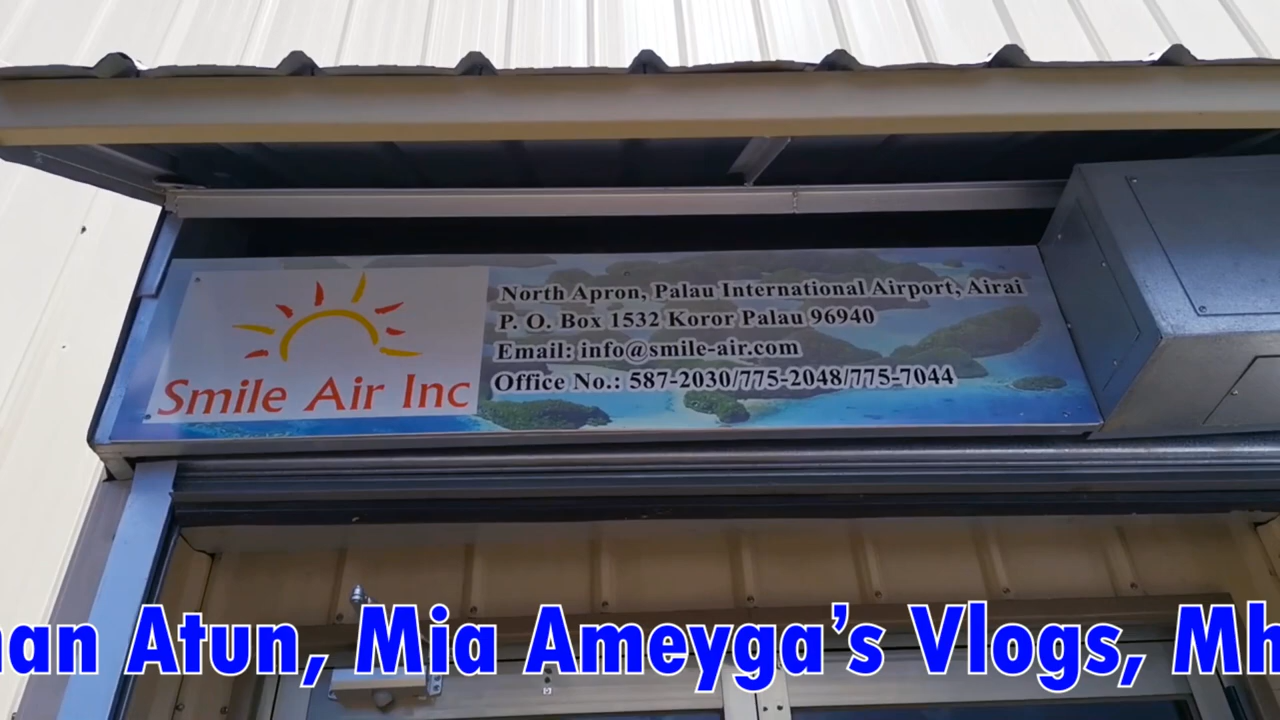 Smile Air Inc
North Apron, Palau International Airport, Airai
P. O. Box 1532 Koror Palau 96940
Email: info@smile-air.com
Office No.: 587-2030/775-2048/775-7044
Atun, Mia Ameyga's Vlogs,